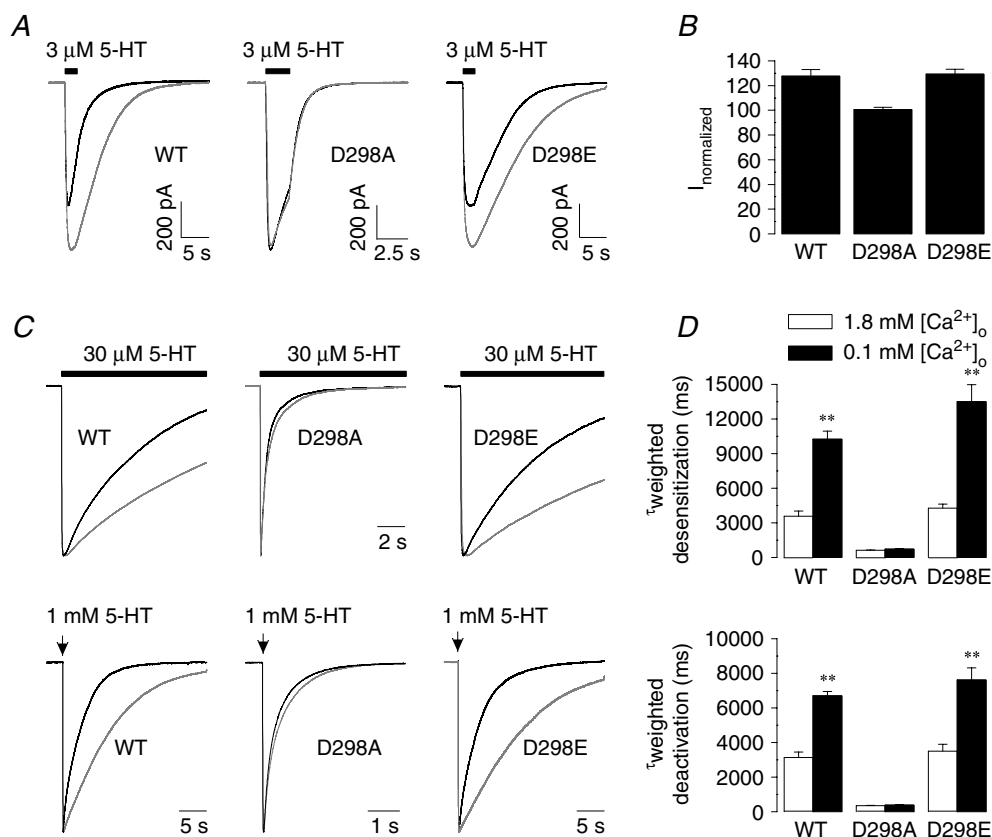 A
3 μM 5-HT
3 μM 5-HT
3 μM 5-HT
WT
D298A
D298E
200 pA
5 s
200 pA
2.5 s
200 pA
5 s
B
I normalized
140
120
100
80
60
40
20
0
WT
D298A
D298E
C
30 μM 5-HT
30 μM 5-HT
30 μM 5-HT
WT
D298A
D298E
2 s
1 mM 5-HT
1 mM 5-HT
1 mM 5-HT
WT
D298A
D298E
5 s
1 s
5 s
D
1.8 mM [Ca²⁺]ₒ
0.1 mM [Ca²⁺]ₒ
τweighted
desensitization (ms)
15000
12000
9000
6000
3000
0
**
**
WT
D298A
D298E
τweighted
deactivation (ms)
10000
8000
6000
4000
2000
0
**
**
WT
D298A
D298E